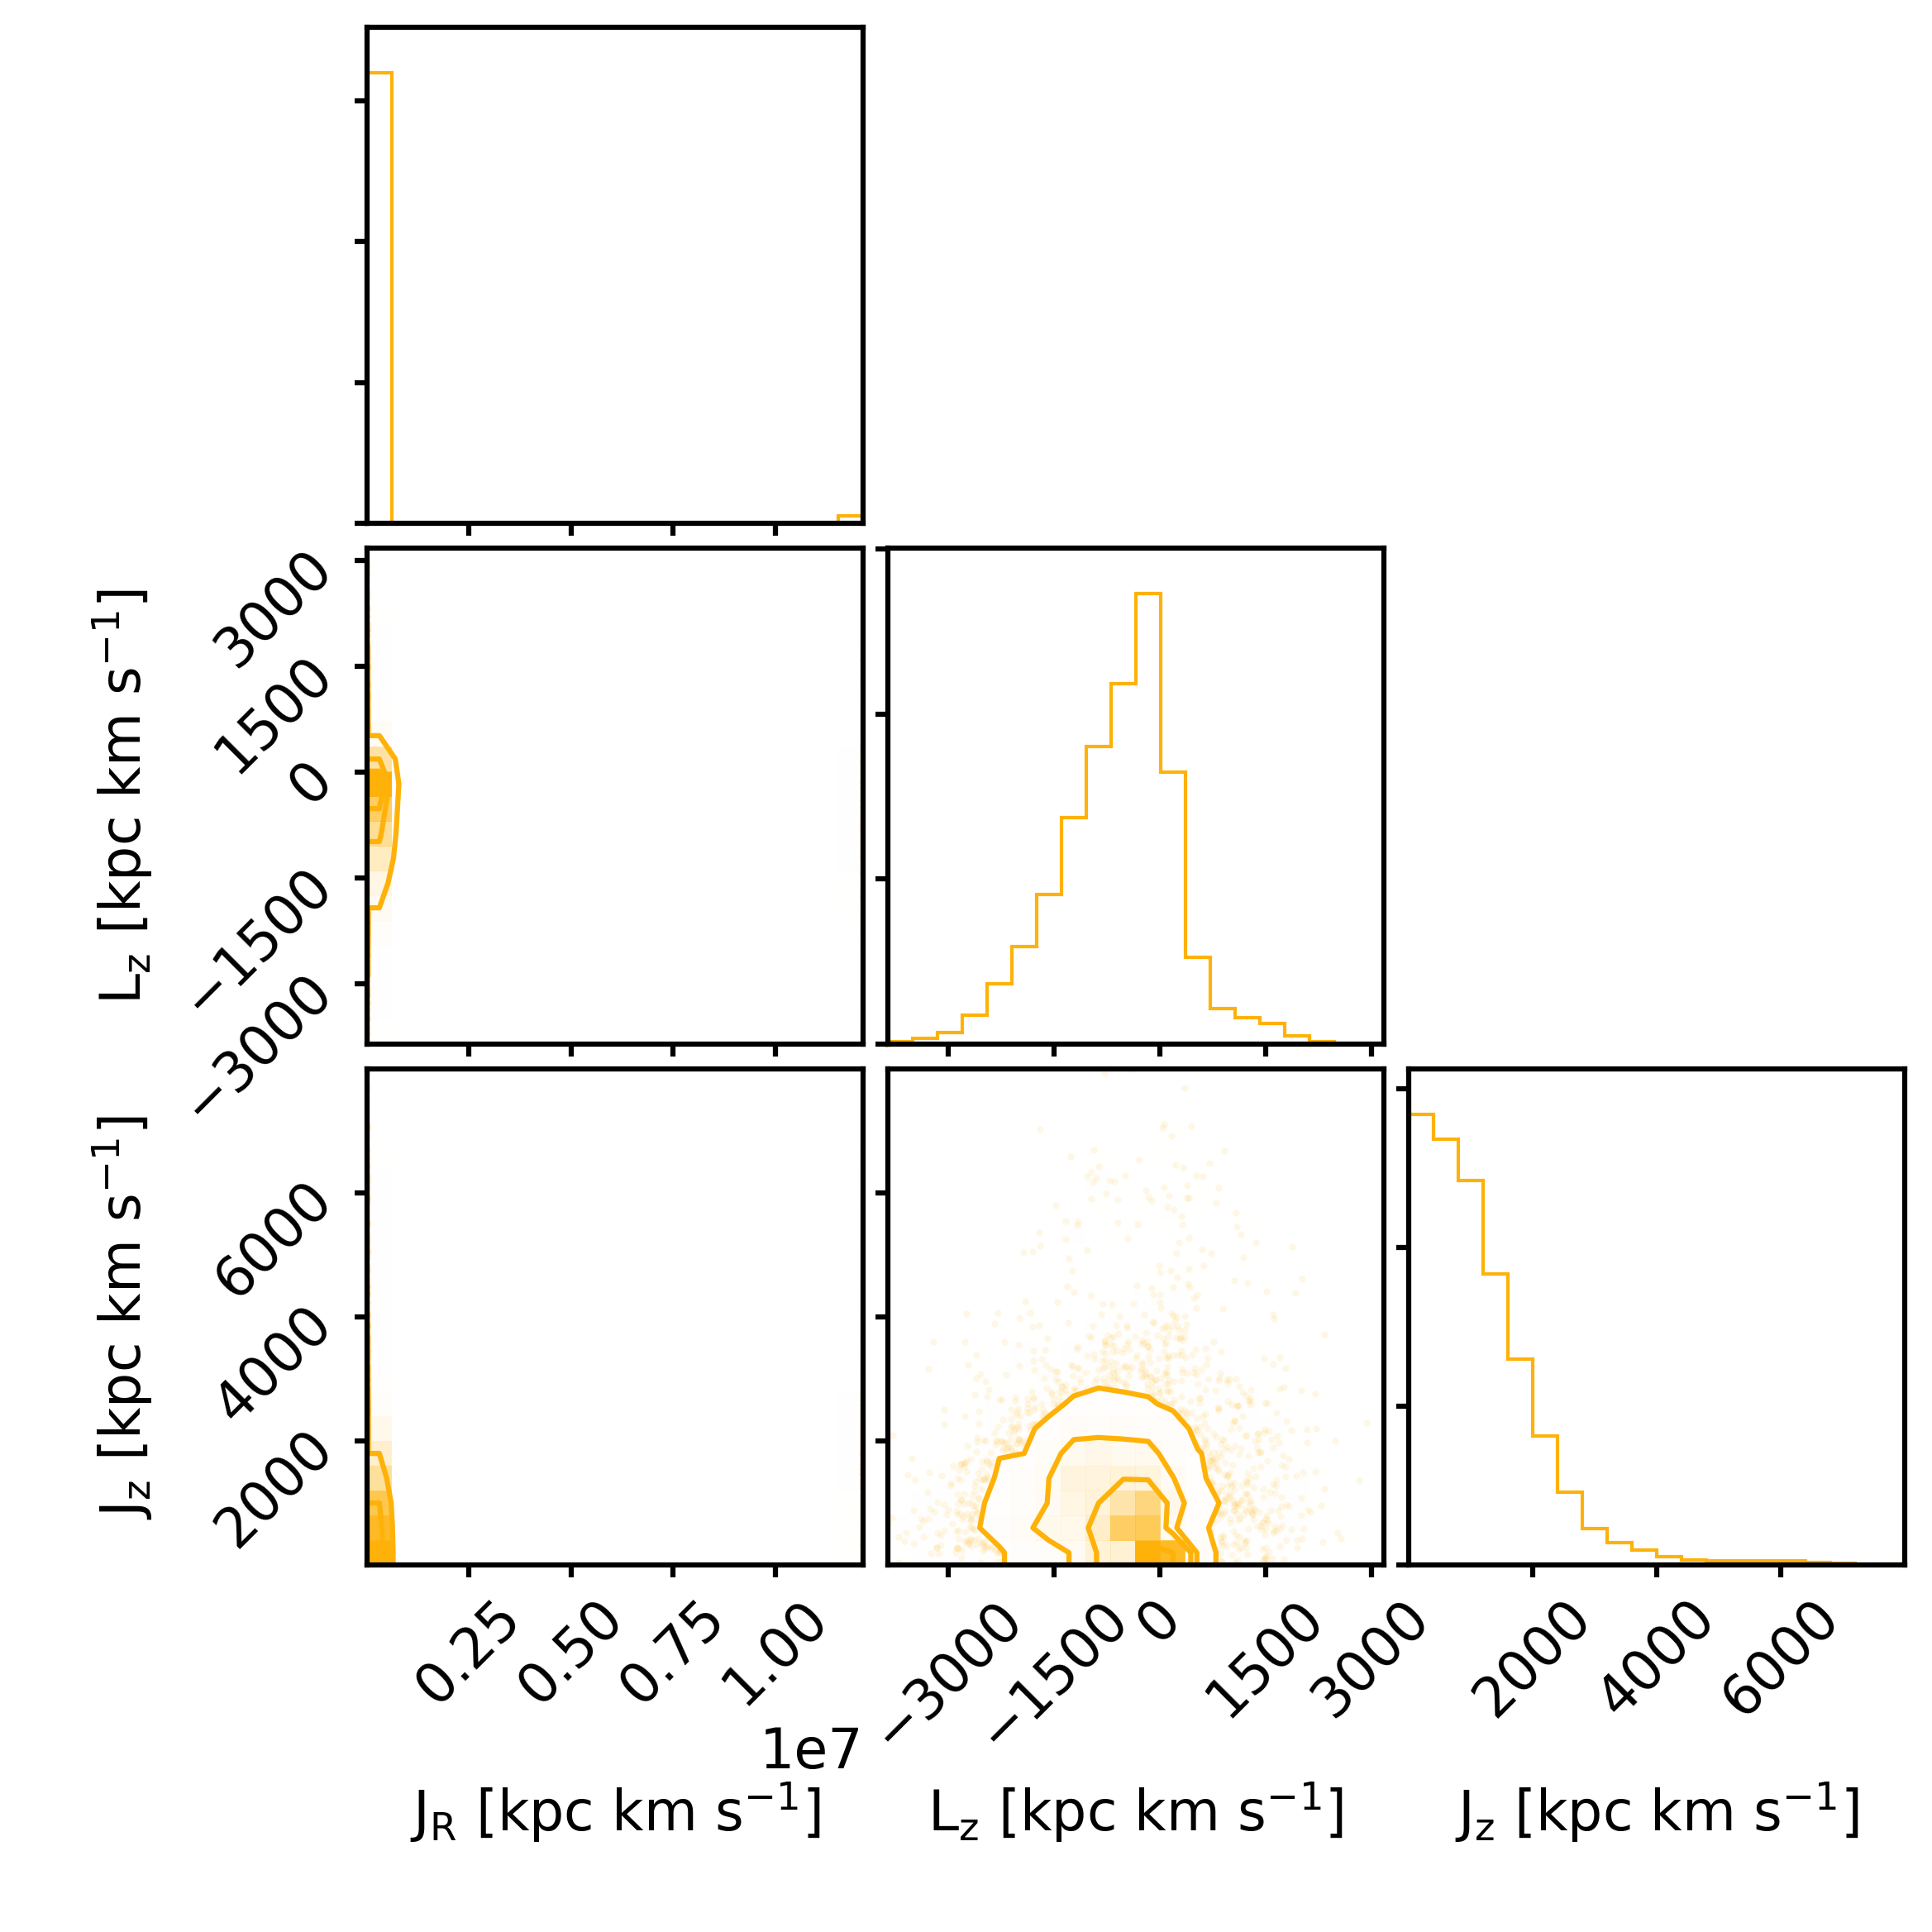 3000
1500
0
−1500
−3000
L_z [kpc km s⁻¹]
6000
4000
2000
J_z [kpc km s⁻¹]
0.25 0.50 0.75 1.00
1e7
−3000 −1500 0 1500 3000
2000 4000 6000
J_R [kpc km s⁻¹]
L_z [kpc km s⁻¹]
J_z [kpc km s⁻¹]